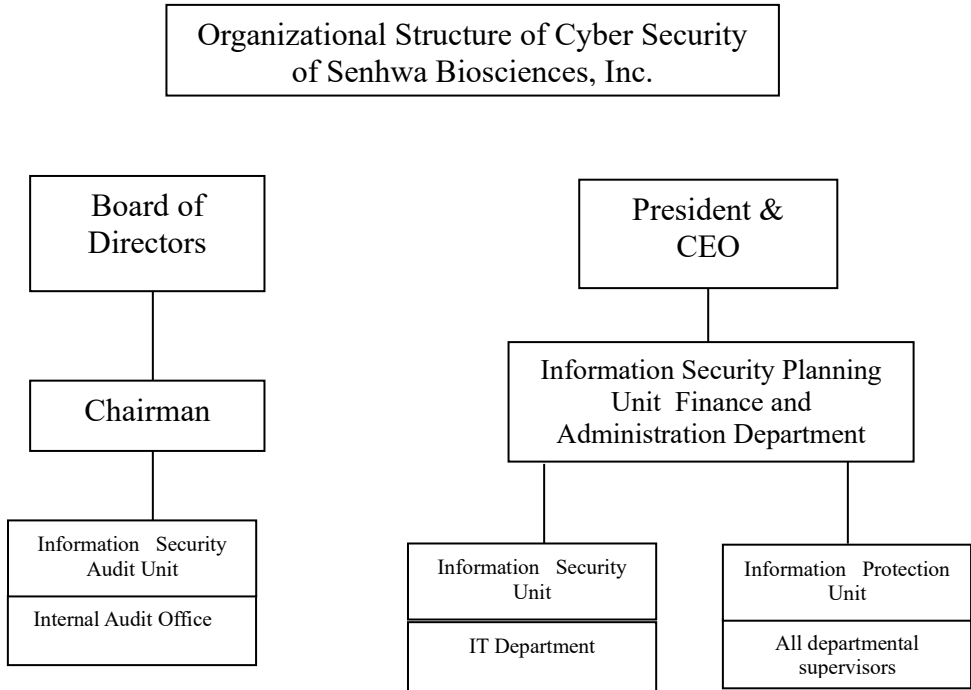 Organizational Structure of Cyber Security
of Senhwa Biosciences, Inc.
Board of
Directors
President &
CEO
Chairman
Information Security Planning
Unit Finance and
Administration Department
Information Security
Audit Unit
Internal Audit Office
Information Security
Unit
IT Department
Information Protection
Unit
All departmental
supervisors